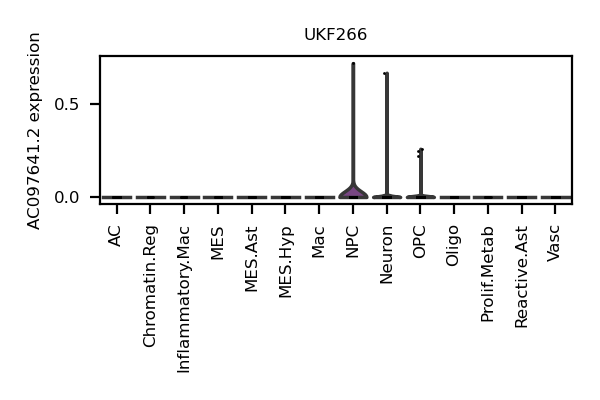 UKF266
AC097641.2 expression
0.5
0.0
AC
Chromatin.Reg
Inflammatory.Mac
MES
MES.Ast
MES.Hyp
Mac
NPC
Neuron
OPC
Oligo
Prolif.Metab
Reactive.Ast
Vasc